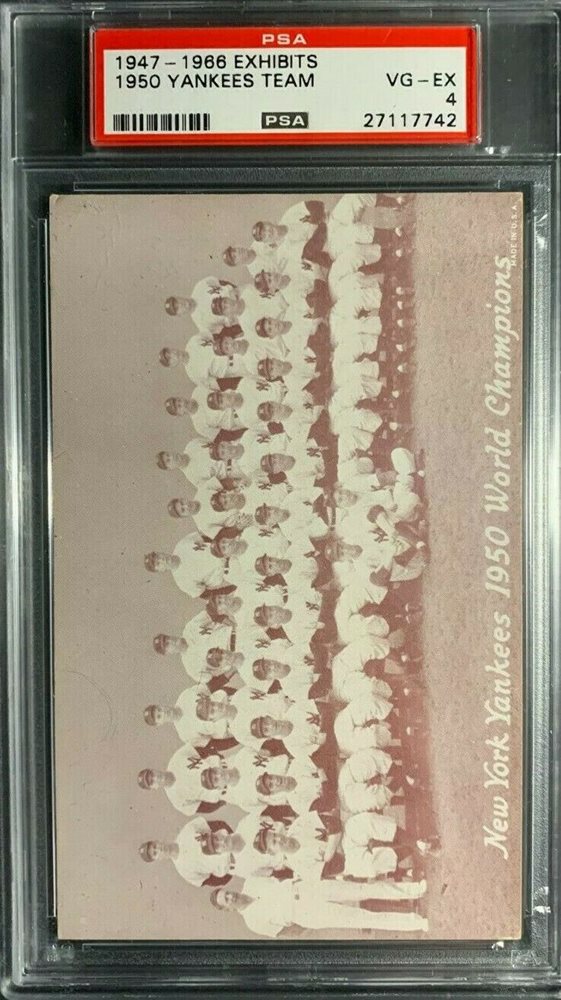 PSA
1947-1966 EXHIBITS
1950 YANKEES TEAM
VG-EX
4
PSA
27117742
New York Yankees 1950 World Champions
MADE IN U.S.A.